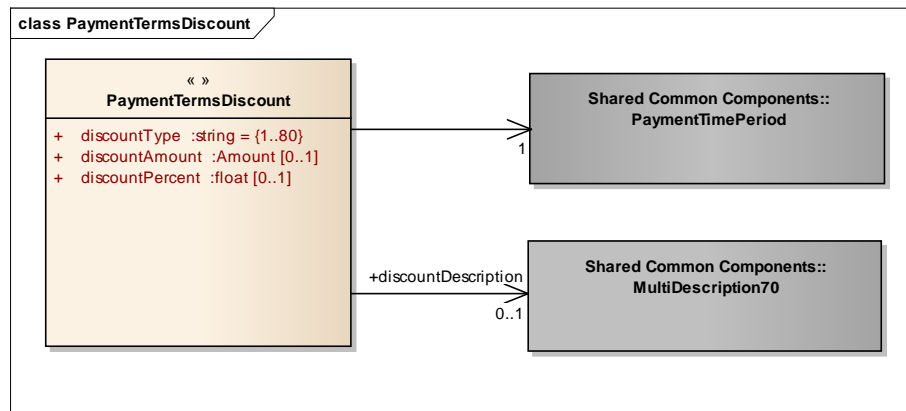 class PaymentTermsDiscount
« »
PaymentTermsDiscount
+ discountType :string = {1..80}
+ discountAmount :Amount [0..1]
+ discountPercent :float [0..1]
Shared Common Components::
PaymentTimePeriod
1
+discountDescription
0..1
Shared Common Components::
MultiDescription70